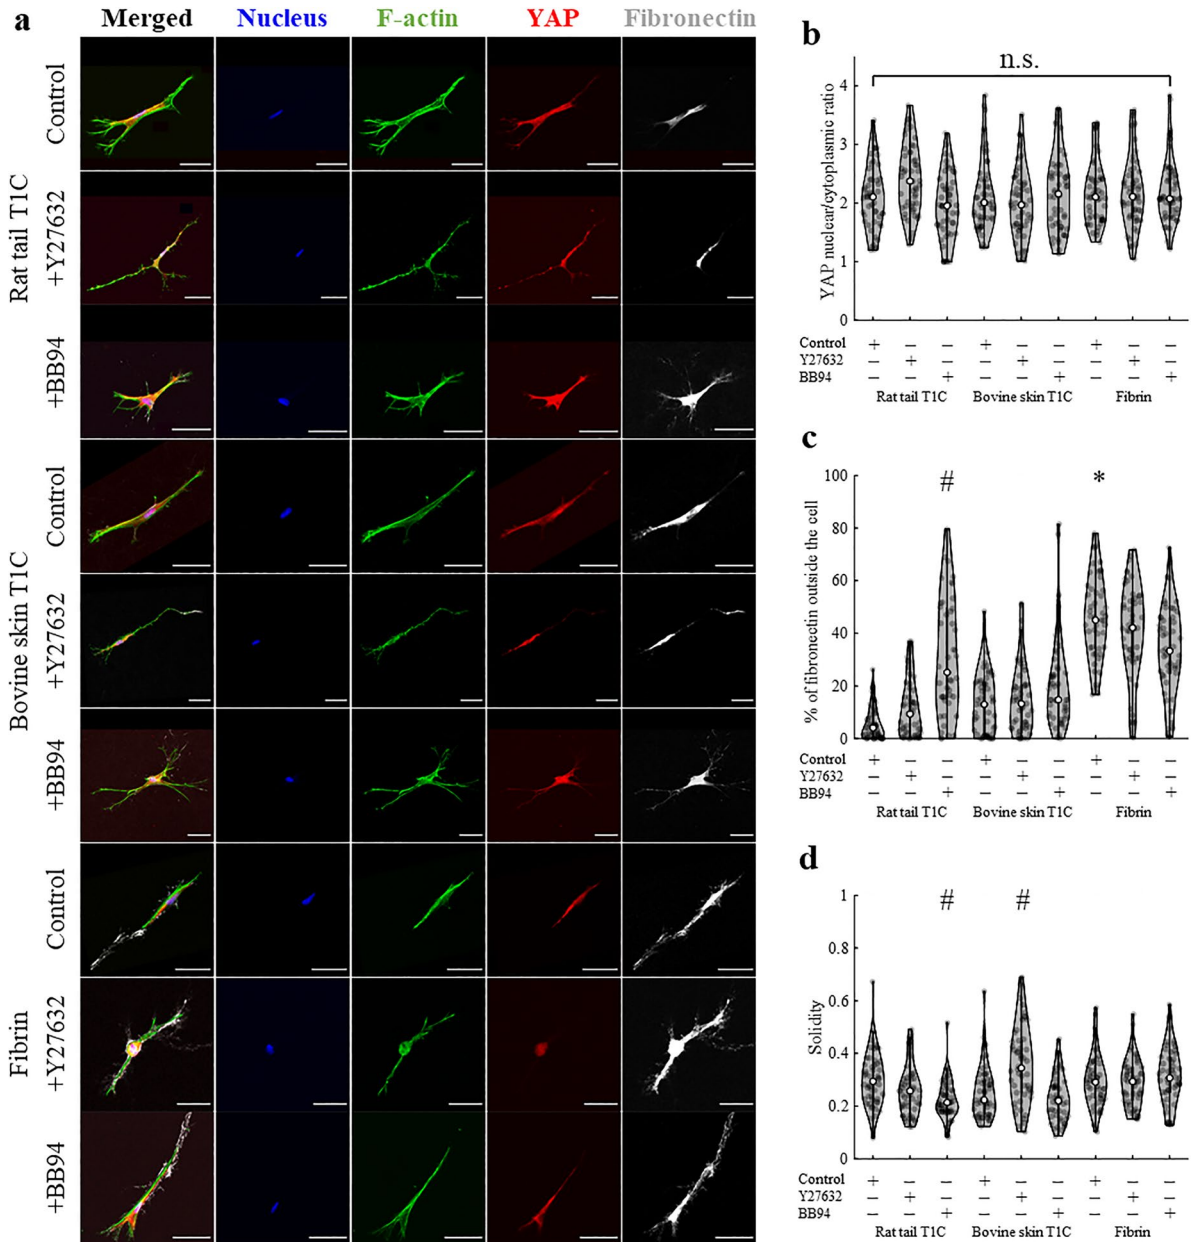 a
Merged Nucleus F-actin YAP Fibronectin
Rat tail T1C
Control
+Y27632
+BB94
Bovine skin T1C
Control
+Y27632
+BB94
Fibrin
Control
+Y27632
+BB94
b
n.s.
YAP nuclear/cytoplasmic ratio
4
3
2
1
0
Control + – – + – – + – –
Y27632 – + – – + – – + –
BB94 – – + – – + – – +
Rat tail T1C Bovine skin T1C Fibrin
c
# *
% of fibronectin outside the cell
100
80
60
40
20
0
Control + – – + – – + – –
Y27632 – + – – + – – + –
BB94 – – + – – + – – +
Rat tail T1C Bovine skin T1C Fibrin
d
# #
Solidity
1
0.8
0.6
0.4
0.2
0
Control + – – + – – + – –
Y27632 – + – – + – – + –
BB94 – – + – – + – – +
Rat tail T1C Bovine skin T1C Fibrin